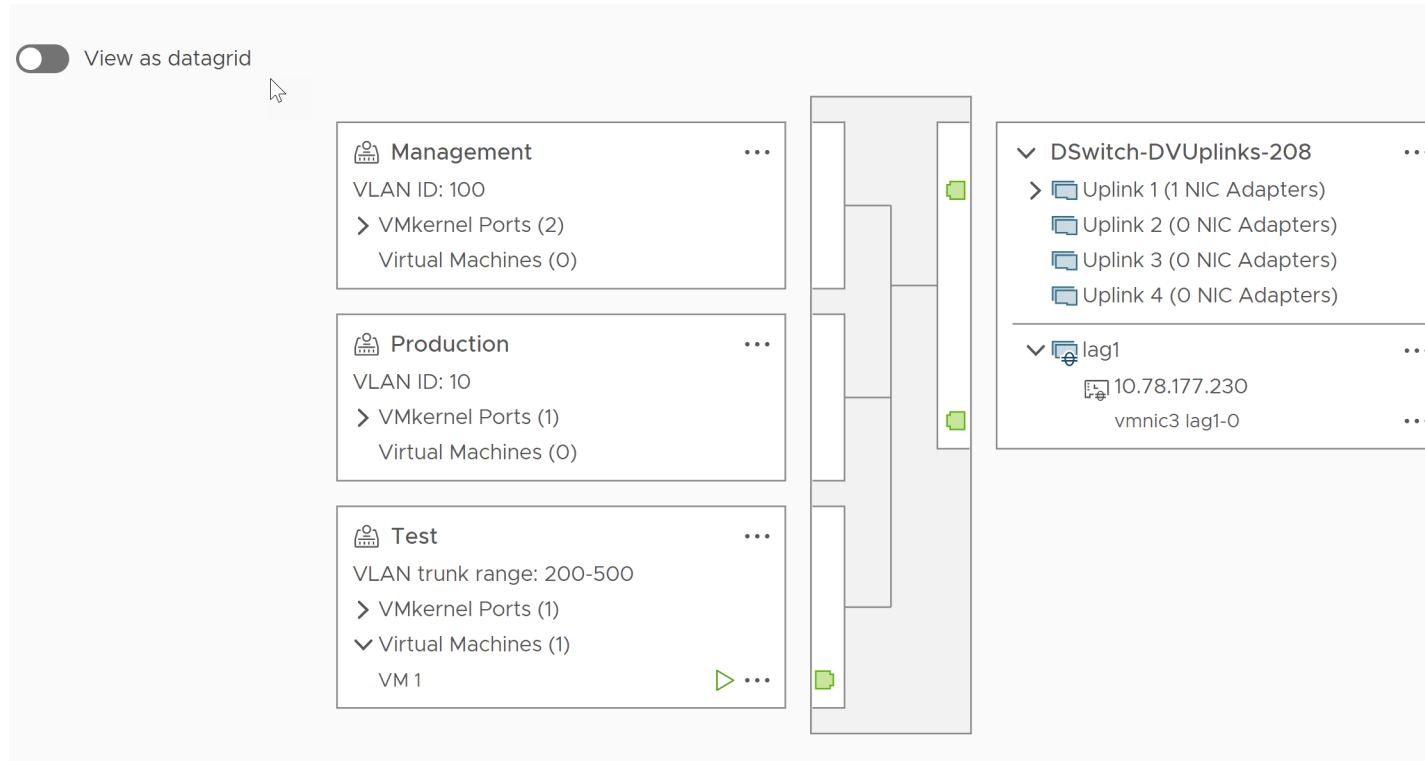 View as datagrid
Management
VLAN ID: 100
VMkernel Ports (2)
Virtual Machines (0)
Production
VLAN ID: 10
VMkernel Ports (1)
Virtual Machines (0)
Test
VLAN trunk range: 200-500
VMkernel Ports (1)
Virtual Machines (1)
VM 1
DSwitch-DVUplinks-208
Uplink 1 (1 NIC Adapters)
Uplink 2 (0 NIC Adapters)
Uplink 3 (0 NIC Adapters)
Uplink 4 (0 NIC Adapters)
lag1
10.78.177.230
vmnic3 lag1-0